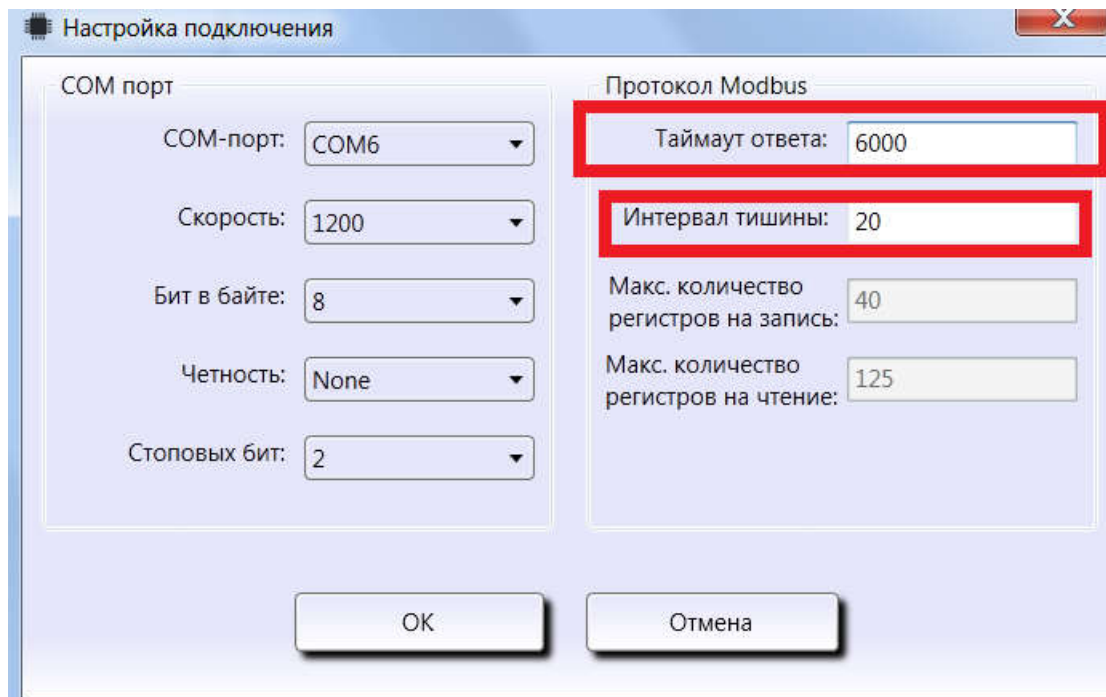 Настройка подключения
X
COM порт
COM-порт: COM6
Скорость: 1200
Бит в байте: 8
Четность: None
Стоповых бит: 2
Протокол Modbus
Таймаут ответа: 6000
Интервал тишины: 20
Макс. количество
регистров на запись: 40
Макс. количество
регистров на чтение: 125
ОК
Отмена